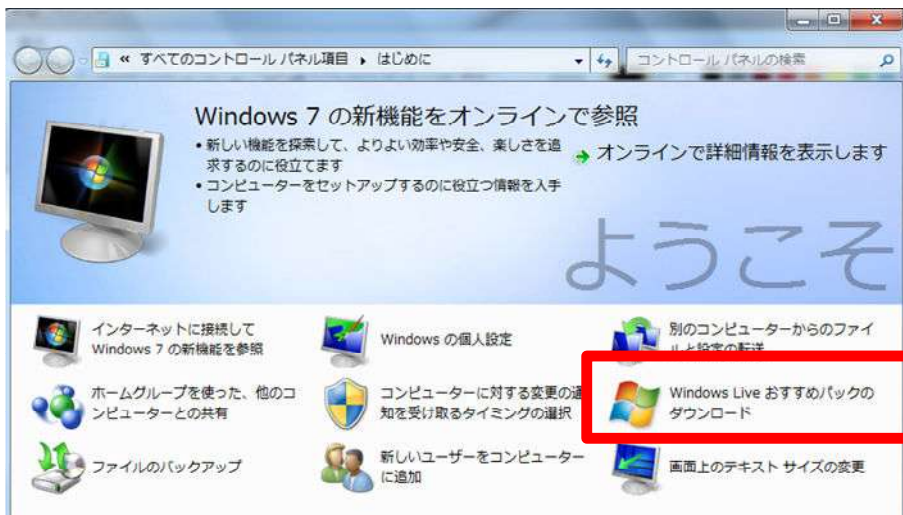 « すべてのコントロール パネル項目 ▸ はじめに
コントロール パネルの検索
Windows 7 の新機能をオンラインで参照
• 新しい機能を探索して、よりよい効率や安全、楽しさを追
求するのに役立てます
• コンピューターをセットアップするのに役立つ情報を入手
します
オンラインで詳細情報を表示します
ようこそ
インターネットに接続して
Windows 7 の新機能を参照
Windows の個人設定
別のコンピューターからのファイ
ルと設定の転送
ホームグループを使った、他のコ
ンピューターとの共有
コンピューターに対する変更の通
知を受け取るタイミングの選択
Windows Live おすすめパックの
ダウンロード
ファイルのバックアップ
新しいユーザーをコンピューター
に追加
画面上のテキスト サイズの変更